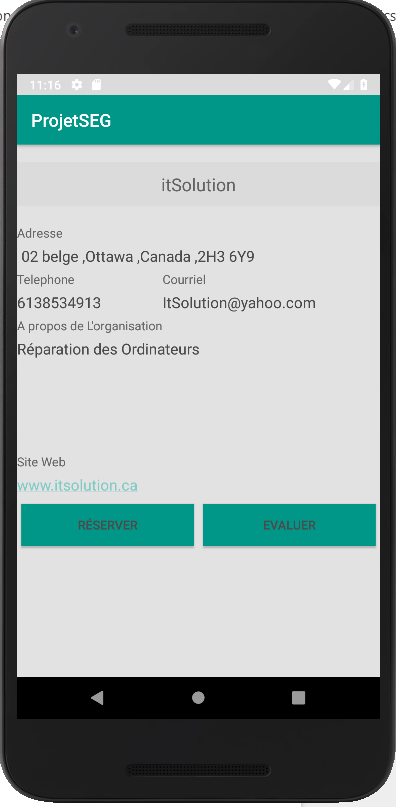 11:16
ProjetSEG
itSolution
Adresse
02 belge ,Ottawa ,Canada ,2H3 6Y9
Telephone Courriel
6138534913 ItSolution@yahoo.com
A propos de L'organisation
Réparation des Ordinateurs
Site Web
www.itsolution.ca
RÉSERVER EVALUER